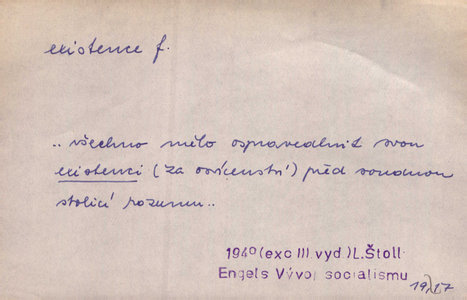 existence f.
.. všechno mělo ospravedlnit svou
existenci (za osvícenství) před soudnou
stolicí rozumu..
1940 (exc III. vyd.) L. Štoll
Engels Vývoj socialismu
19/17